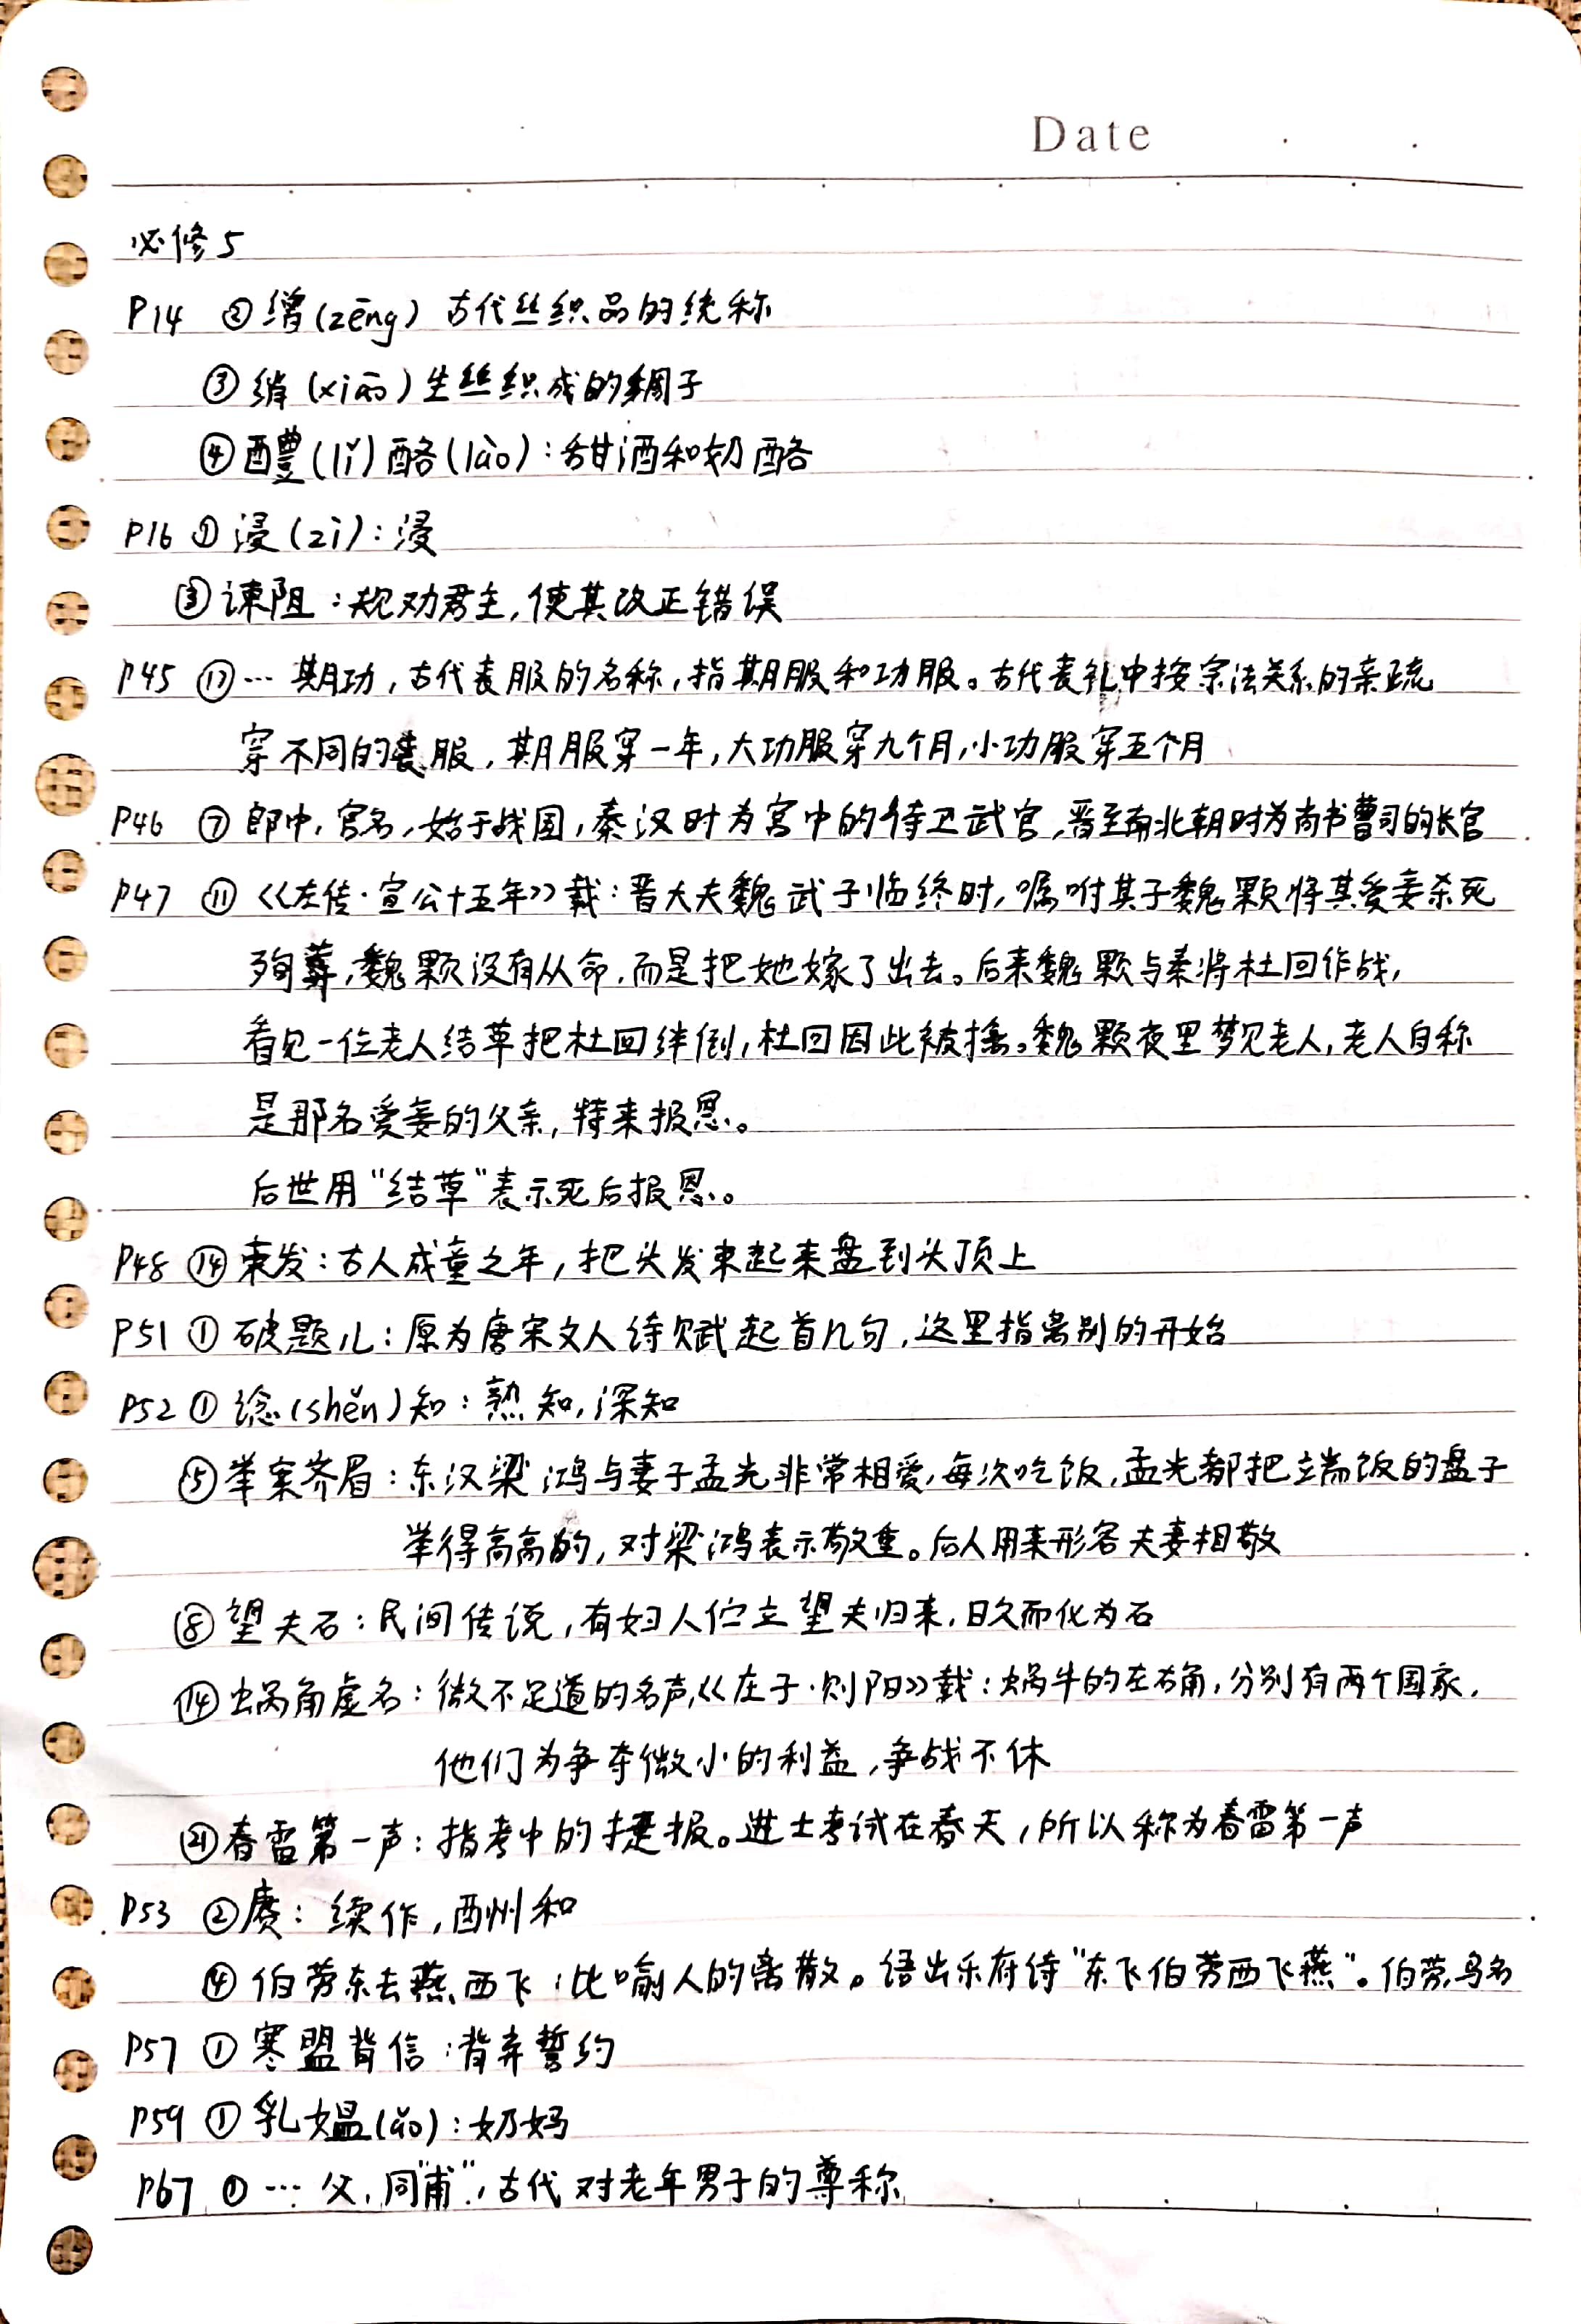 Date
必修5
P14 ②缯(zēng) 古代丝织品的统称
③绡(xiāo)生丝织成的绸子
④醴(lǐ)酪(lào):甜酒和奶酪
P16 ①浸(zì):浸
③谏阻:规劝君主,使其改正错误
P45 ⑰… 期功,古代丧服的名称,指期服和功服。古代丧礼中按宗法关系的亲疏
穿不同的丧服,期服穿一年,大功服穿九个月,小功服穿五个月
P46 ⑦ 郎中,官名,始于战国,秦汉时为宫中的侍卫武官,晋至南北朝时为尚书曹司的长官
P47 ⑪《左传·宣公十五年》载:晋大夫魏武子临终时,嘱咐其子魏颗将其爱妾杀死
殉葬,魏颗没有从命,而是把她嫁了出去。后来魏颗与秦将杜回作战,
看见一位老人结草把杜回绊倒,杜回因此被擒。魏颗夜里梦见老人,老人自称
是那名爱妾的父亲,特来报恩。
后世用“结草”表示死后报恩。
P48 ⑭束发:古人成童之年,把头发束起来盘到头顶上
P51 ①破题儿:原为唐宋文人诗赋起首几句,这里指离别的开始
P52 ①谂(shěn)知:熟知,深知
⑤举案齐眉:东汉梁鸿与妻子孟光非常相爱,每次吃饭,孟光都把端饭的盘子
举得高高的,对梁鸿表示敬重。后人用来形容夫妻相敬
⑧望夫石:民间传说,有妇人伫立望夫归来,日久而化为石
⑭蜗角虚名:微不足道的名声,《庄子·则阳》载:蜗牛的左右角,分别有两个国家,
他们为争夺微小的利益,争战不休
㉑春雷第一声:指考中的捷报。进士考试在春天,所以称为春雷第一声
P53 ②赓:续作,酬和
④伯劳东去燕西飞:比喻人的离散。语出乐府诗“东飞伯劳西飞燕”。伯劳,鸟名
P57 ①寒盟背信:背弃誓约
P59 ①乳媪(ǎo):奶妈
P67 ①… 父,同“甫”,古代对老年男子的尊称